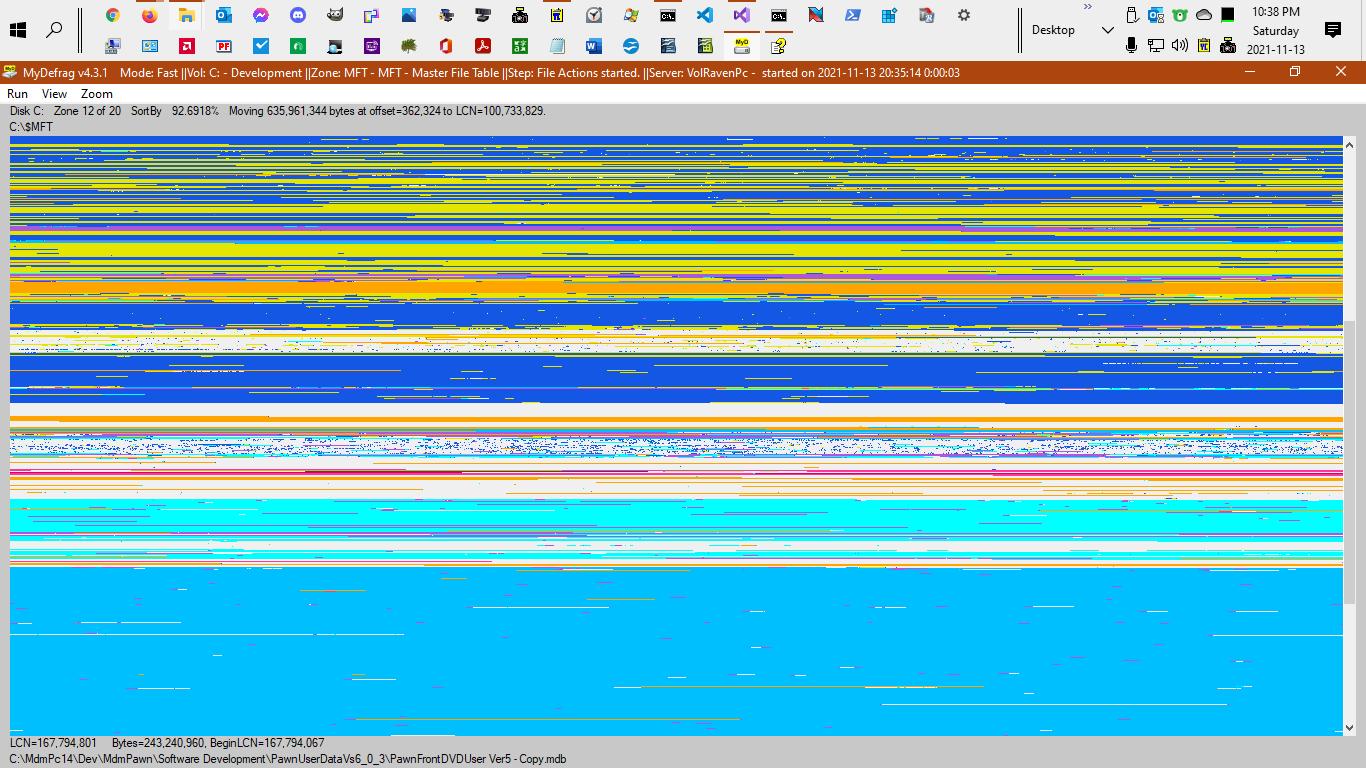 10:38 PM
Desktop
Saturday
2021-11-13
MyDefrag v4.3.1 Mode: Fast ||Vol: C: - Development ||Zone: MFT - MFT - Master File Table ||Step: File Actions started. ||Server: VolRavenPc - started on 2021-11-13 20:35:14 0:00:03
Run View Zoom
Disk C: Zone 12 of 20 SortBy 92.6918% Moving 635,961,344 bytes at offset=362,324 to LCN=100,733,829.
C:\$MFT
LCN=167,794,801 Bytes=243,240,960, BeginLCN=167,794,067
C:\MdmPc14\Dev\MdmPawn\Software Development\PawnUserDataVs6_0_3\PawnFrontDVDUser Ver5 - Copy.mdb